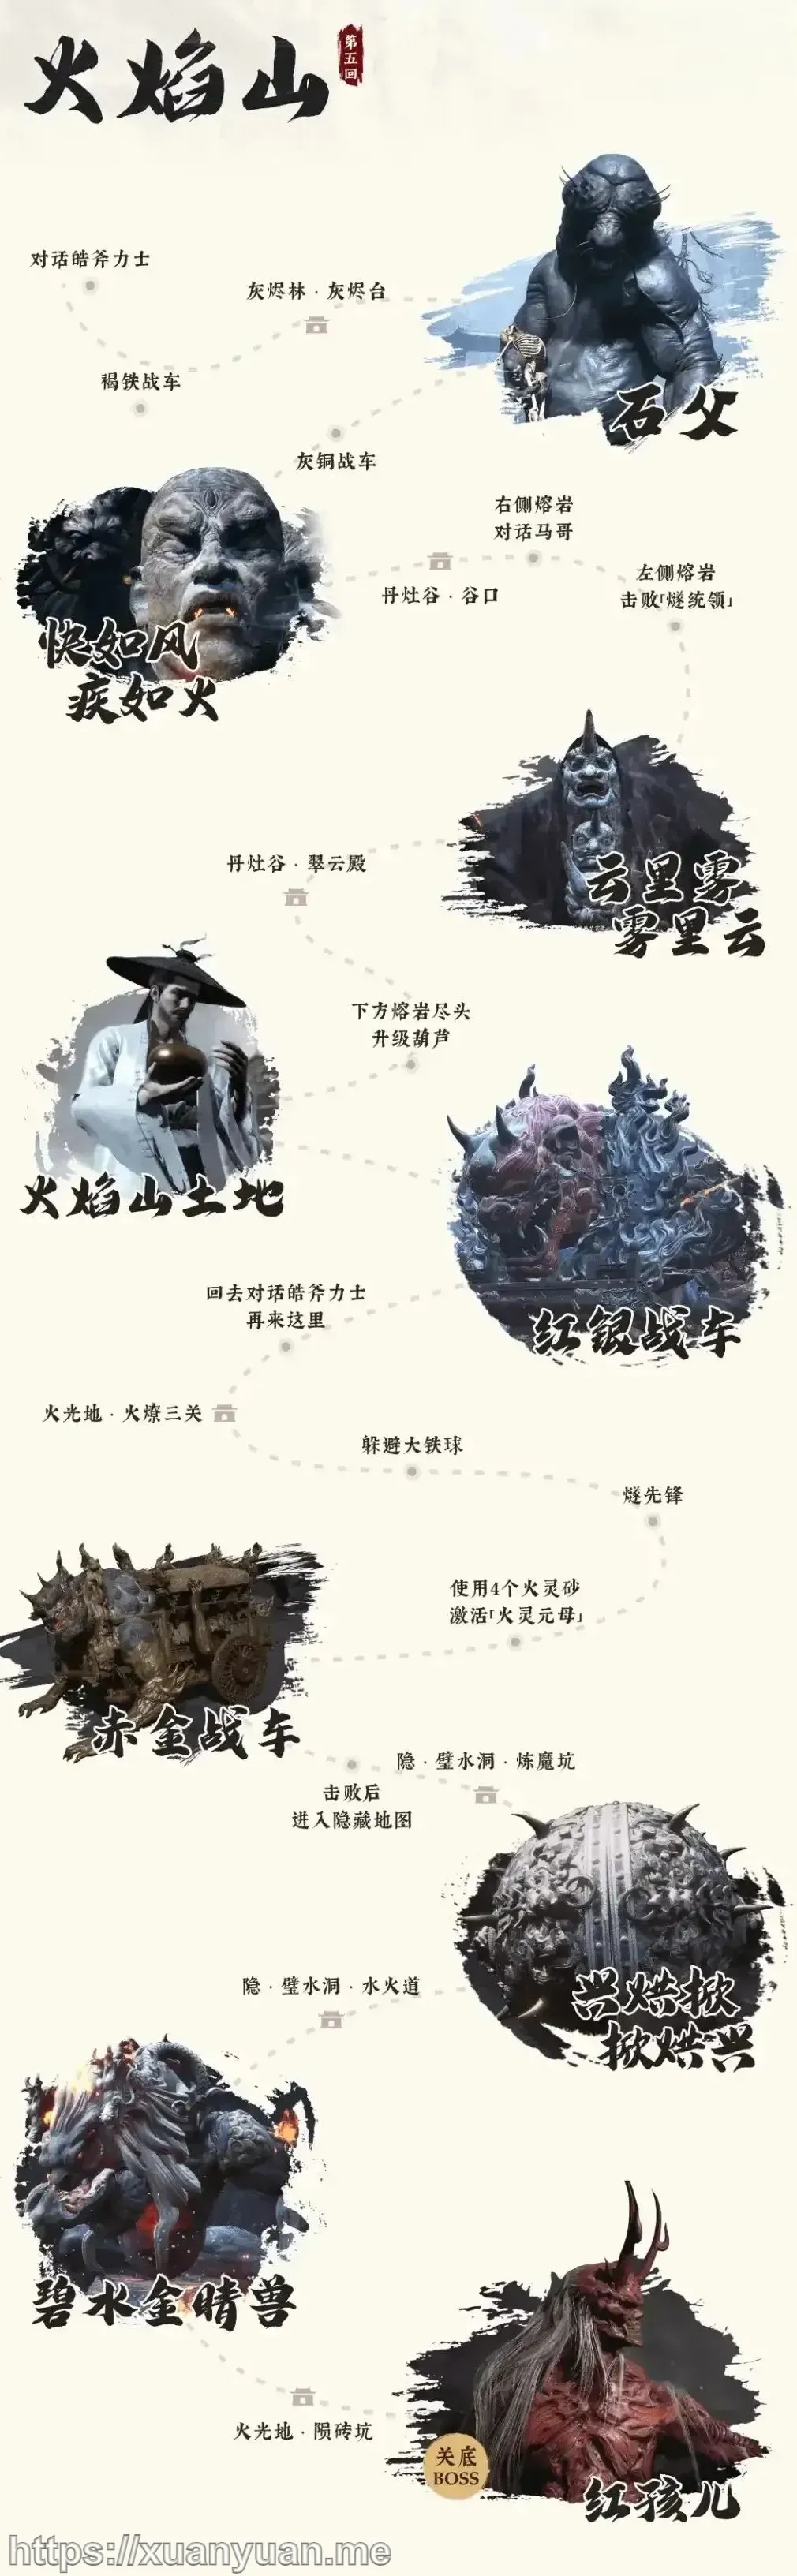 火焰山
第五回
对话皓斧力士
灰烬林·灰烬台
褐铁战车
石父
灰铜战车
右侧熔岩
对话马哥
丹灶谷·谷口
左侧熔岩
击败「燧统领」
快如风
疾如火
云里雾
雾里云
丹灶谷·翠云殿
下方熔岩尽头
升级葫芦
火焰山土地
红银战车
回去对话皓斧力士
再来这里
火光地·火燎三关
躲避大铁球
燧先锋
使用4个火灵砂
激活「火灵元母」
赤金战车
隐·璧水洞·炼魔坑
击败后
进入隐藏地图
兴烘掀
掀烘兴
隐·璧水洞·水火道
碧水金睛兽
火光地·陨砖坑
关底
BOSS
红孩儿
https://xuanyuan.me